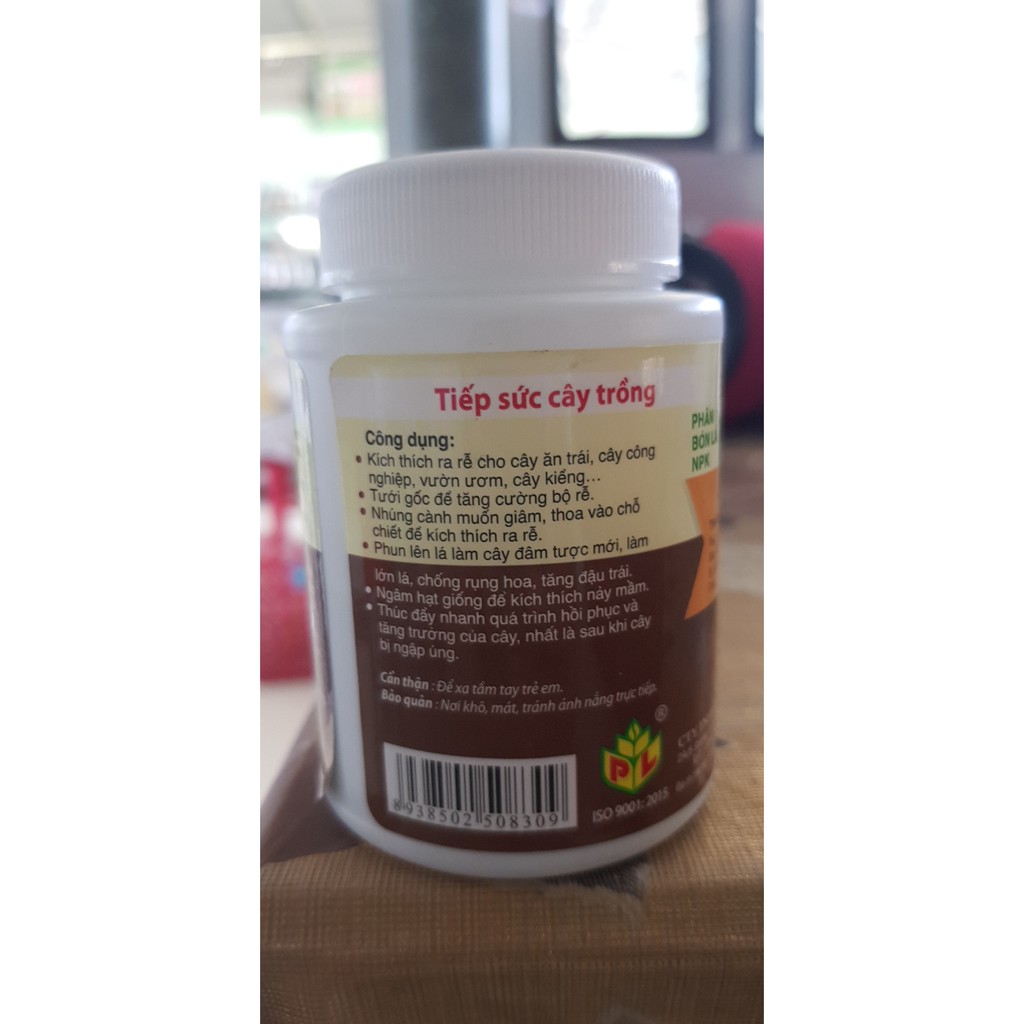 Tiếp sức cây trồng
Công dụng:
• Kích thích ra rễ cho cây ăn trái, cây công
nghiệp, vườn ươm, cây kiểng...
• Tưới gốc để tăng cường bộ rễ.
• Nhúng cành muốn giâm, thoa vào chỗ
chiết để kích thích ra rễ.
• Phun lên lá làm cây đâm tược mới, làm
lớn lá, chống rụng hoa, tăng đậu trái.
• Ngâm hạt giống để kích thích nảy mầm.
• Thúc đẩy nhanh quá trình hồi phục và
tăng trưởng của cây, nhất là sau khi cây
bị ngập úng.
Cẩn thận : Để xa tầm tay trẻ em.
Bảo quản : Nơi khô, mát, tránh ánh nắng trực tiếp.
8 938502 508309
PL®
ISO 9001: 2015
PHÂN
BÓN LÁ
NPK